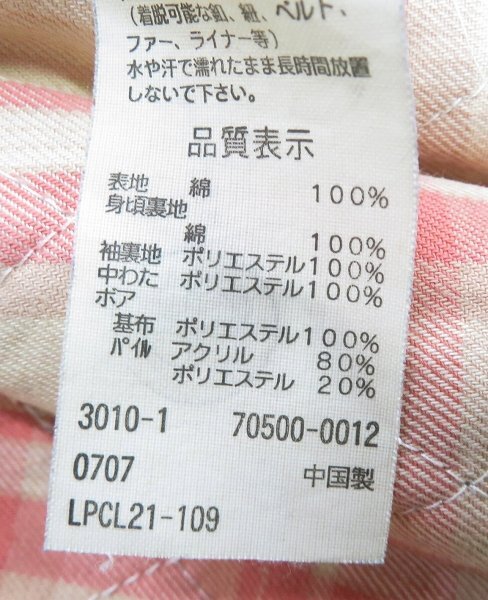 (着脱可能な釦、紐、ベルト、
ファー、ライナー等)
水や汗で濡れたまま長時間放置
しないで下さい。
品質表示
表地 綿 100%
身頃裏地
綿 100%
袖裏地 ポリエステル100%
中わた ポリエステル100%
ボア
基布 ポリエステル100%
パイル アクリル 80%
ポリエステル 20%
3010-1 70500-0012
0707 中国製
LPCL21-109